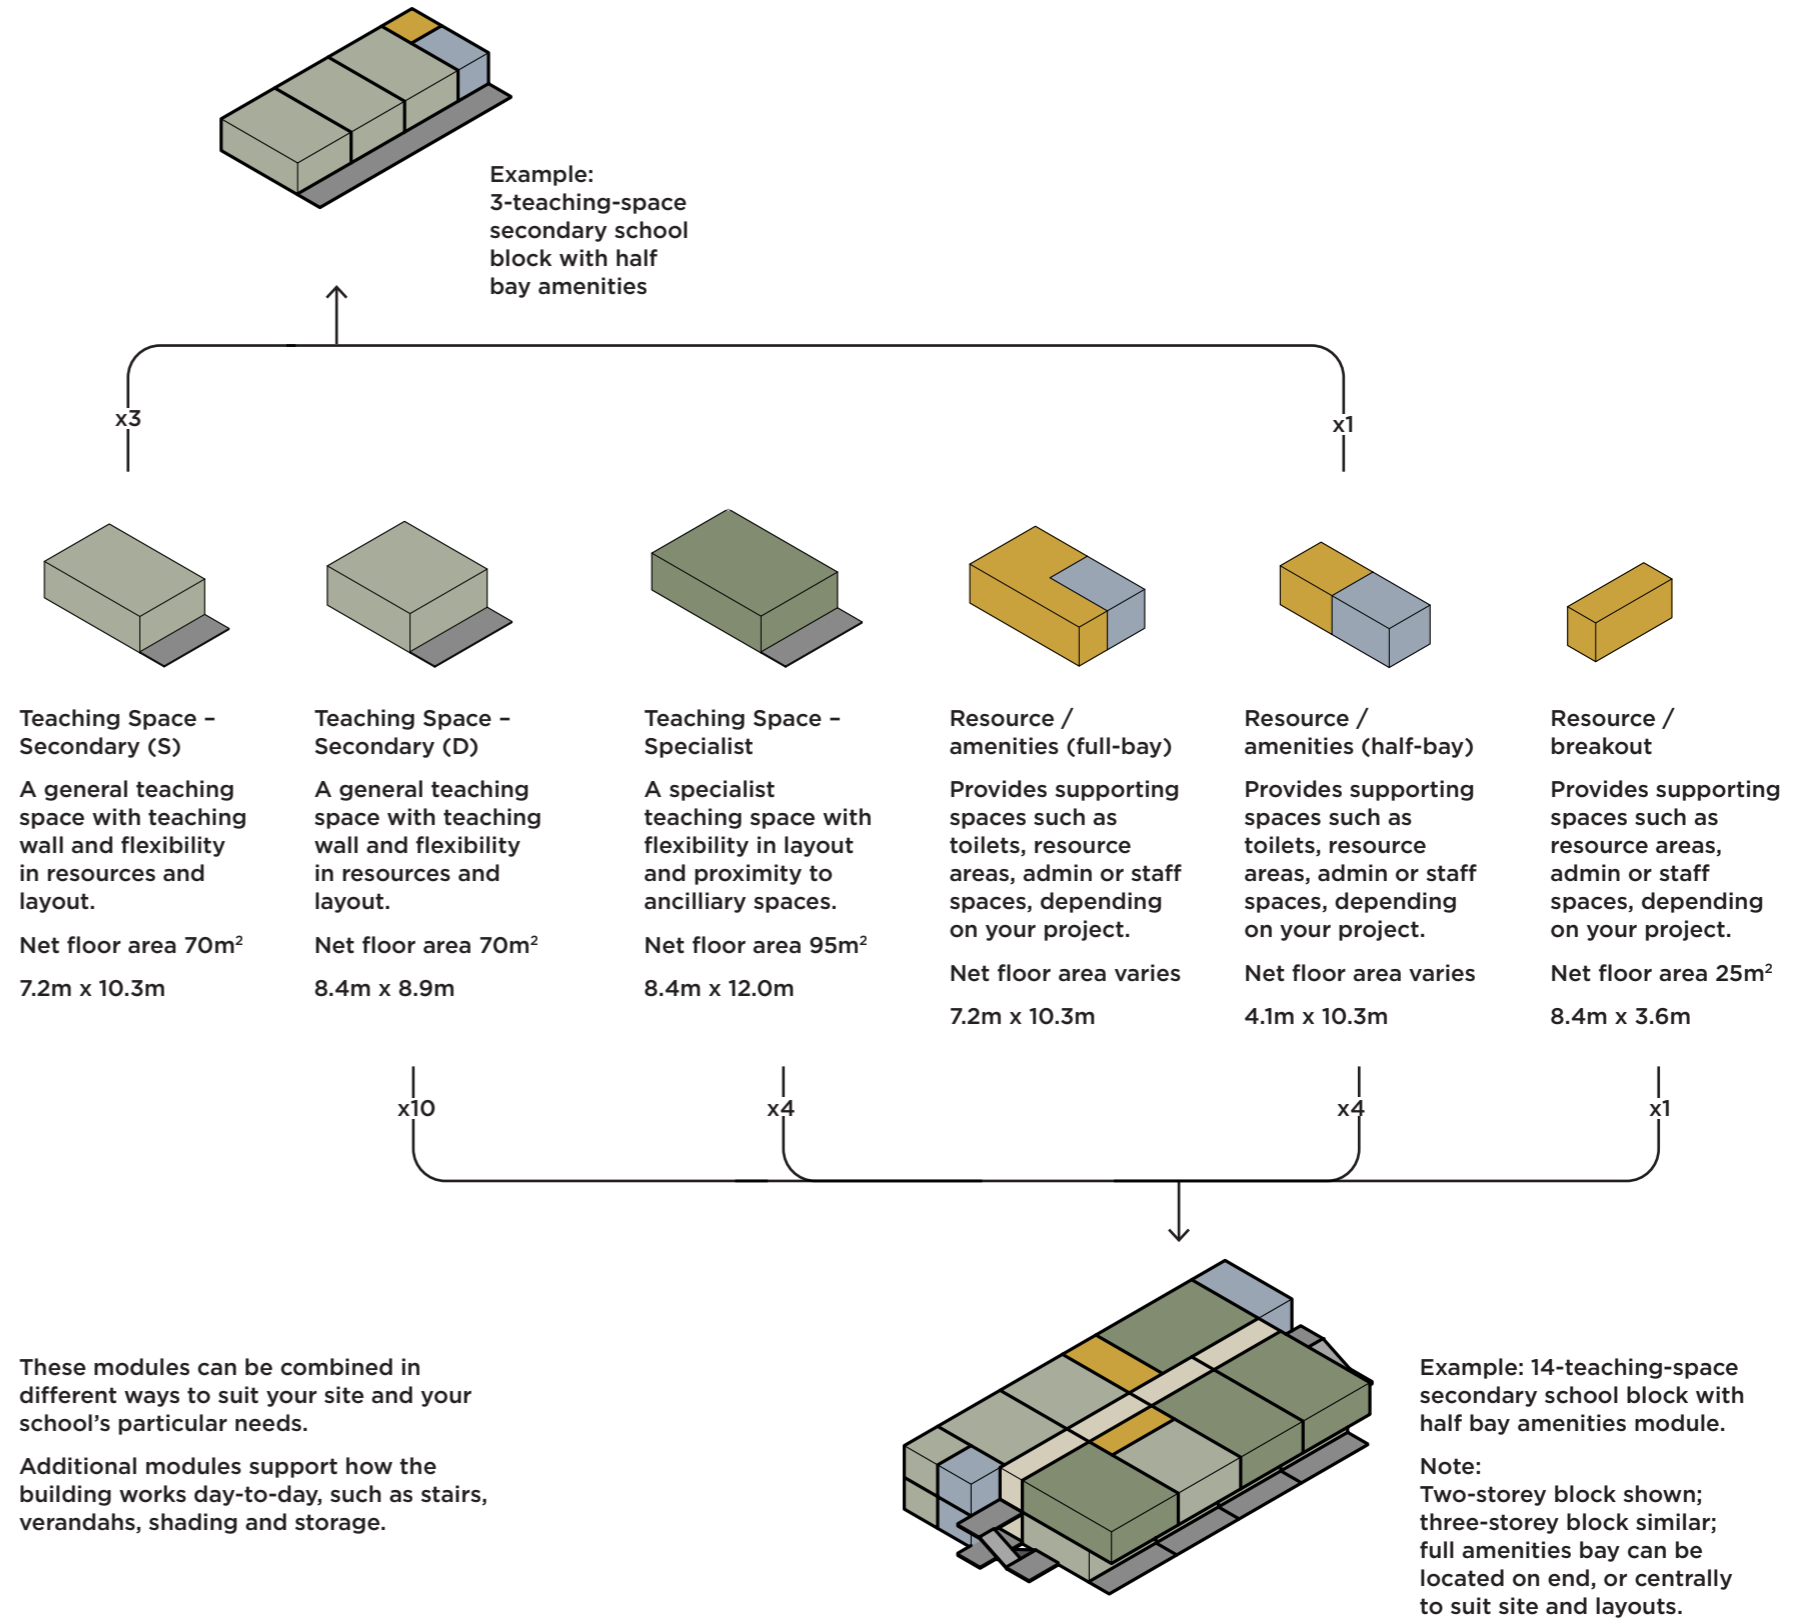 Example:
3-teaching-space
secondary school
block with half
bay amenities
x3
x1
Teaching Space –
Secondary (S)
A general teaching
space with teaching
wall and flexibility
in resources and
layout.
Net floor area 70m²
7.2m x 10.3m
Teaching Space –
Secondary (D)
A general teaching
space with teaching
wall and flexibility
in resources and
layout.
Net floor area 70m²
8.4m x 8.9m
Teaching Space –
Specialist
A specialist
teaching space with
flexibility in layout
and proximity to
ancilliary spaces.
Net floor area 95m²
8.4m x 12.0m
Resource /
amenities (full-bay)
Provides supporting
spaces such as
toilets, resource
areas, admin or staff
spaces, depending
on your project.
Net floor area varies
7.2m x 10.3m
Resource /
amenities (half-bay)
Provides supporting
spaces such as
toilets, resource
areas, admin or staff
spaces, depending
on your project.
Net floor area varies
4.1m x 10.3m
Resource /
breakout
Provides supporting
spaces such as
resource areas,
admin or staff
spaces, depending
on your project.
Net floor area 25m²
8.4m x 3.6m
x10
x4
x4
x1
These modules can be combined in
different ways to suit your site and your
school’s particular needs.
Additional modules support how the
building works day-to-day, such as stairs,
verandahs, shading and storage.
Example: 14-teaching-space
secondary school block with
half bay amenities module.
Note:
Two-storey block shown;
three-storey block similar;
full amenities bay can be
located on end, or centrally
to suit site and layouts.